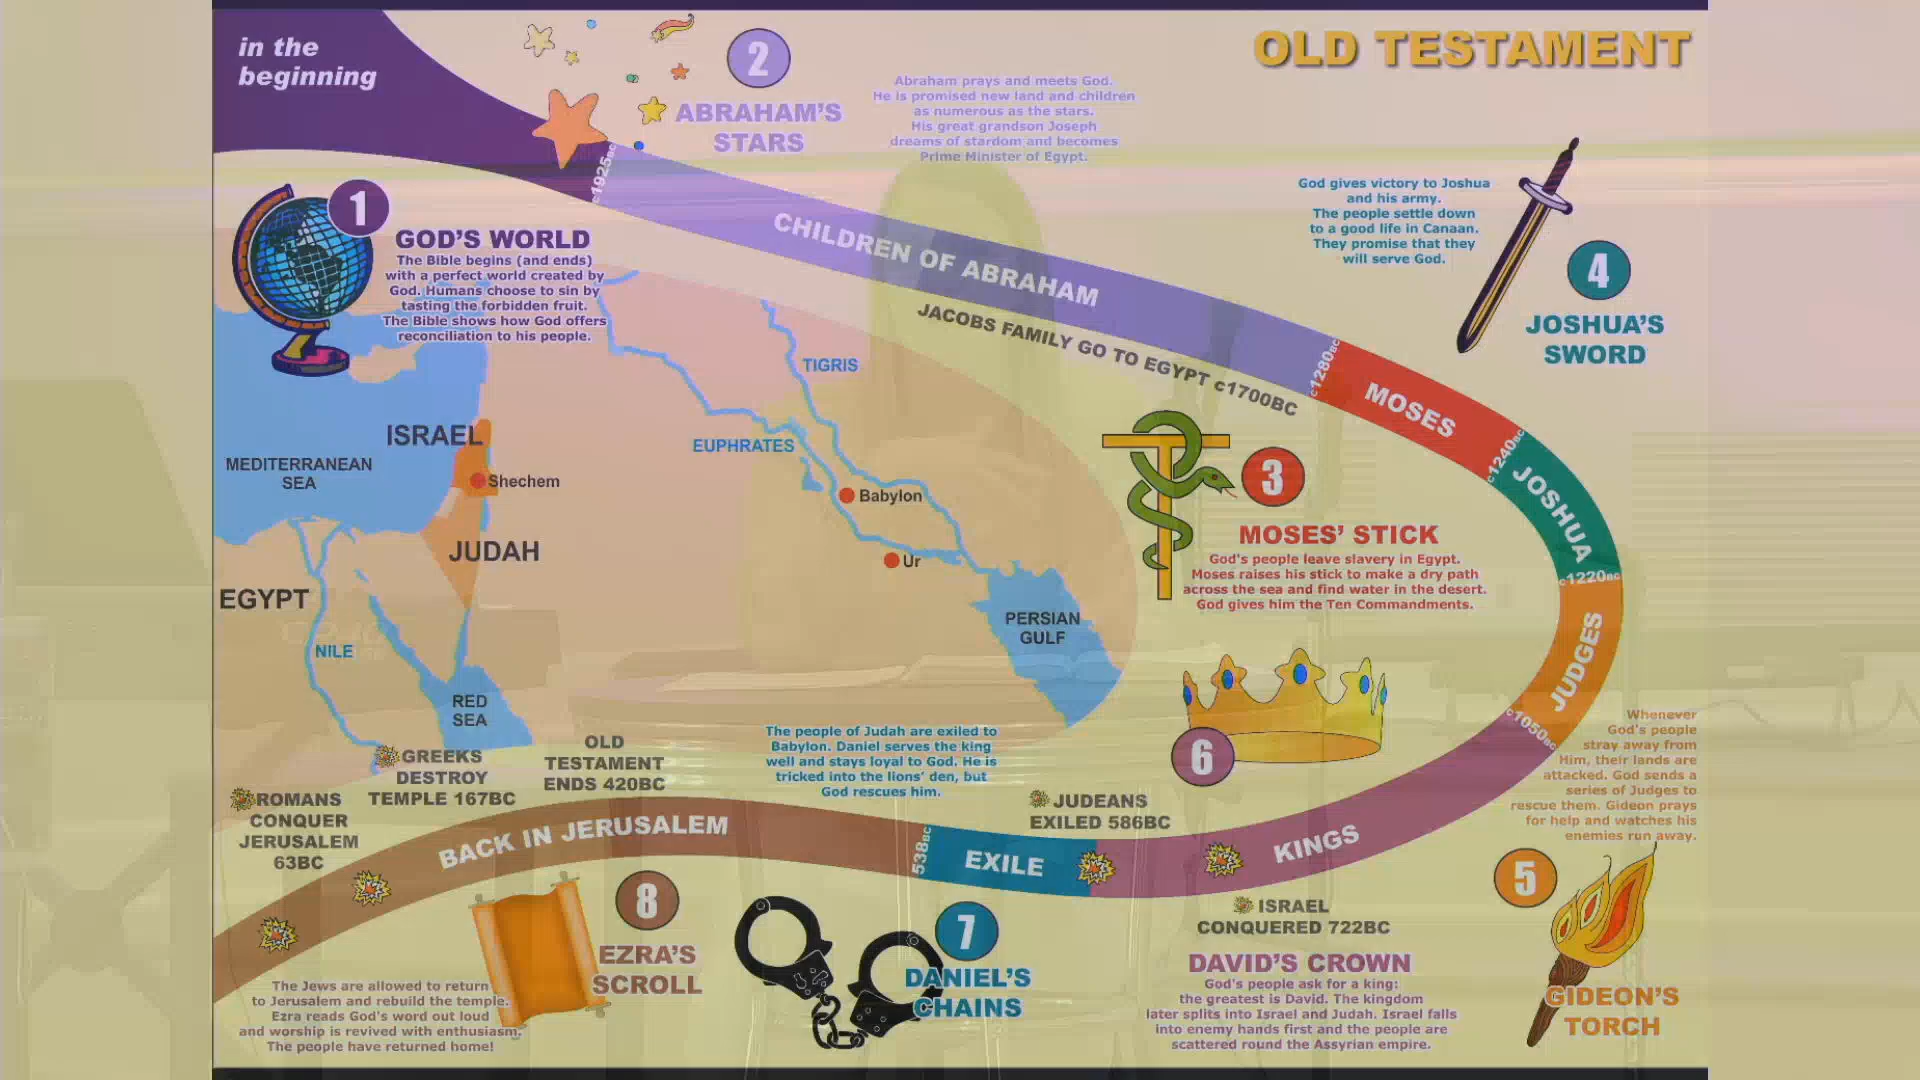 in the
beginning
OLD TESTAMENT
2
ABRAHAM'S
STARS
Abraham prays and meets God.
He is promised new land and children
as numerous as the stars.
His great grandson Joseph
dreams of stardom and becomes
Prime Minister of Egypt.
1
GOD'S WORLD
The Bible begins (and ends)
with a perfect world created by
God. Humans choose to sin by
tasting the forbidden fruit.
The Bible shows how God offers
reconciliation to his people.
c1925BC
CHILDREN OF ABRAHAM
JACOBS FAMILY GO TO EGYPT c1700BC
c1280BC
MOSES
c1240BC
JOSHUA
c1220BC
JUDGES
c1050BC
KINGS
God gives victory to Joshua
and his army.
The people settle down
to a good life in Canaan.
They promise that they
will serve God.
4
JOSHUA'S
SWORD
TIGRIS
EUPHRATES
ISRAEL
MEDITERRANEAN
SEA
Shechem
Babylon
JUDAH
Ur
EGYPT
NILE
RED
SEA
PERSIAN
GULF
3
MOSES' STICK
God's people leave slavery in Egypt.
Moses raises his stick to make a dry path
across the sea and find water in the desert.
God gives him the Ten Commandments.
6
Whenever
God's people
stray away from
Him, their lands are
attacked. God sends a
series of Judges to
rescue them. Gideon prays
for help and watches his
enemies run away.
5
GIDEON'S
TORCH
ISRAEL
CONQUERED 722BC
DAVID'S CROWN
God's people ask for a king:
the greatest is David. The kingdom
later splits into Israel and Judah. Israel falls
into enemy hands first and the people are
scattered round the Assyrian empire.
JUDEANS
EXILED 586BC
EXILE
538BC
The people of Judah are exiled to
Babylon. Daniel serves the king
well and stays loyal to God. He is
tricked into the lions' den, but
God rescues him.
7
DANIEL'S
CHAINS
BACK IN JERUSALEM
OLD
TESTAMENT
ENDS 420BC
GREEKS
DESTROY
TEMPLE 167BC
ROMANS
CONQUER
JERUSALEM
63BC
8
EZRA'S
SCROLL
The Jews are allowed to return
to Jerusalem and rebuild the temple.
Ezra reads God's word out loud
and worship is revived with enthusiasm.
The people have returned home!